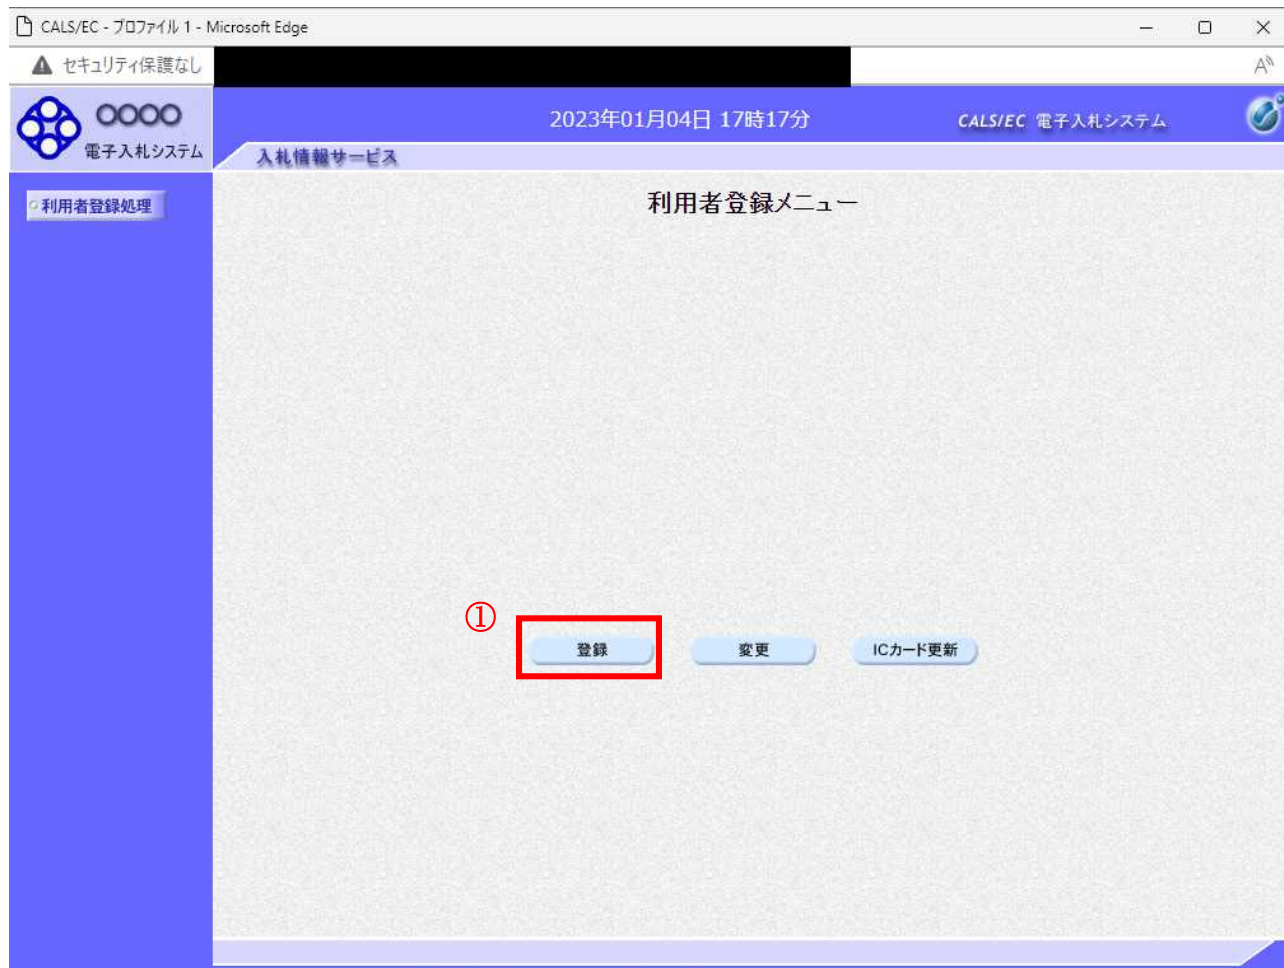 CALS/EC - プロファイル 1 - Microsoft Edge
セキュリティ保護なし
A
○○○○
電子入札システム
2023年01月04日 17時17分
CALS/EC 電子入札システム
入札情報サービス
利用者登録処理
利用者登録メニュー
①
登録 変更 ICカード更新